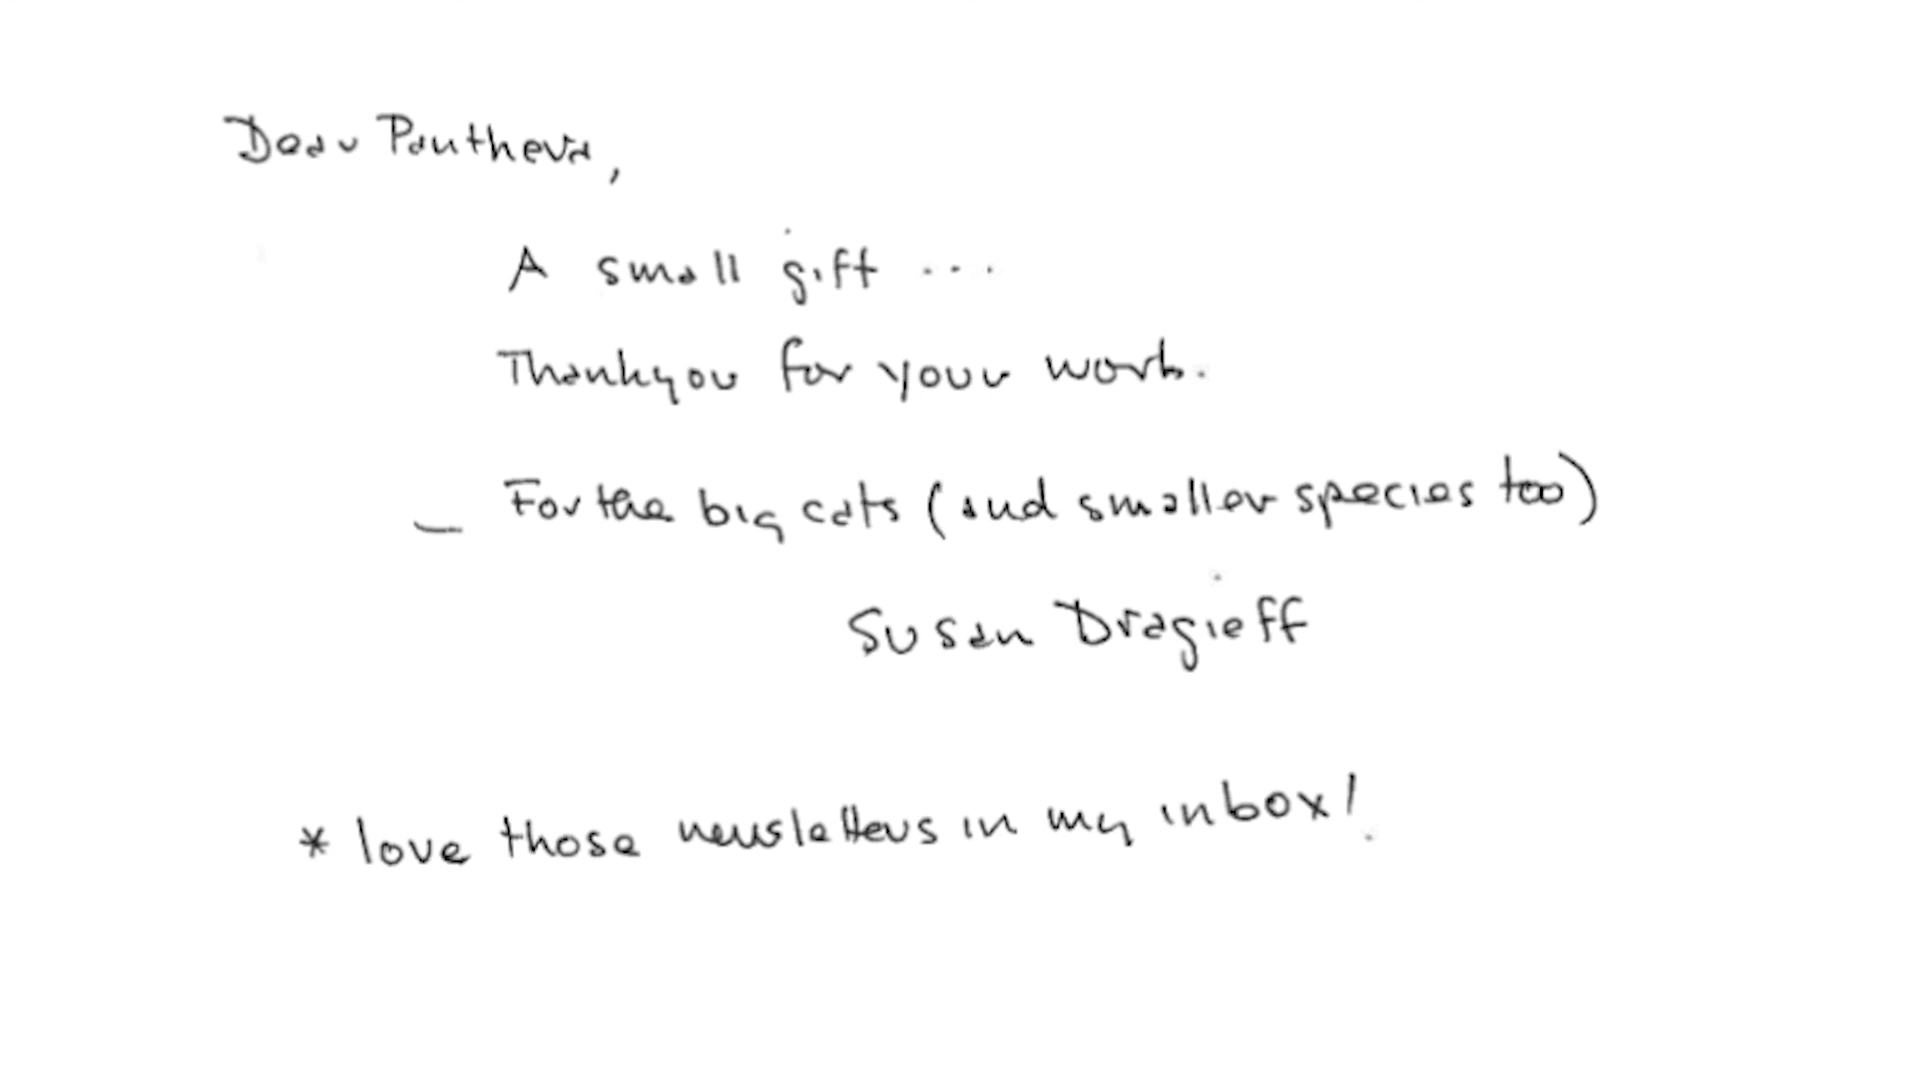 Dear Panthera,
A small gift ...
Thankyou for your work.
– For the big cats (and smaller species too)
Susan Dragieff
* love those newsletters in my inbox!